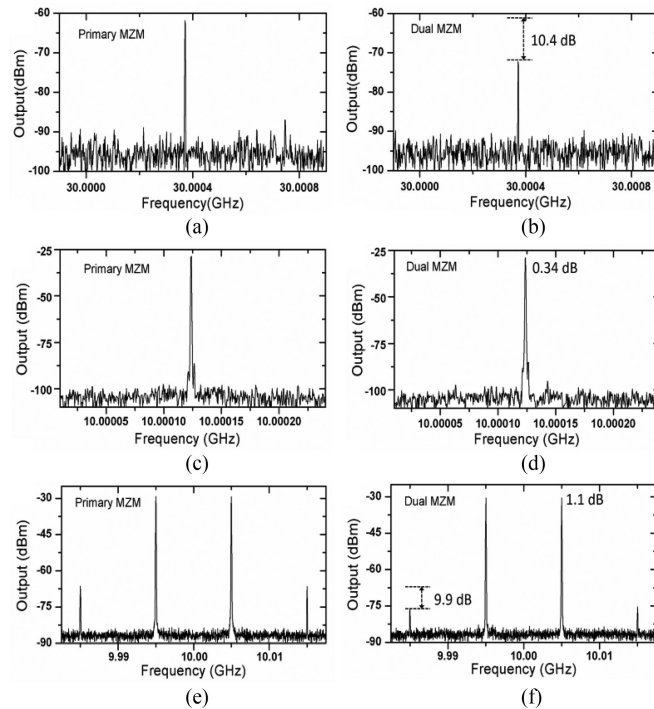 -60
-70
-80
-90
-100
Output(dBm)
Primary MZM
30.0000 30.0004 30.0008
Frequency(GHz)
(a)
-60
-70
-80
-90
-100
Output(dBm)
Dual MZM
10.4 dB
30.0000 30.0004 30.0008
Frequency(GHz)
(b)
-25
-50
-75
-100
Output (dBm)
Primary MZM
10.00005 10.00010 10.00015 10.00020
Frequency (GHz)
(c)
-25
-50
-75
-100
Output (dBm)
Dual MZM
0.34 dB
10.00005 10.00010 10.00015 10.00020
Frequency (GHz)
(d)
-30
-45
-60
-75
-90
Output (dBm)
Primary MZM
9.99 10.00 10.01
Frequency (GHz)
(e)
-30
-45
-60
-75
-90
Output (dBm)
Dual MZM
1.1 dB
9.9 dB
9.99 10.00 10.01
Frequency (GHz)
(f)